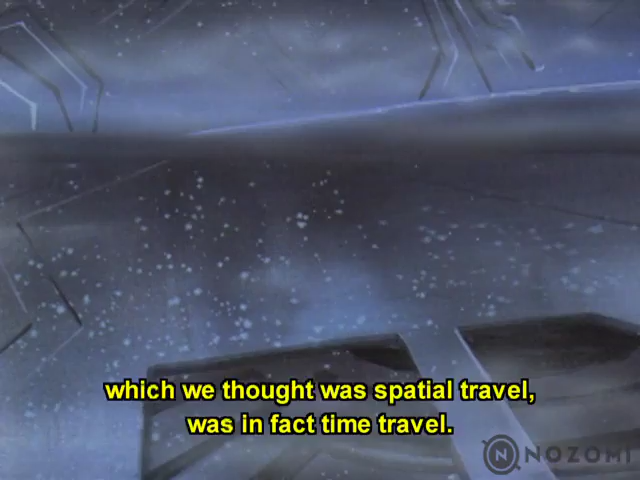 which we thought was spatial travel,
was in fact time travel.
N NOZOMI